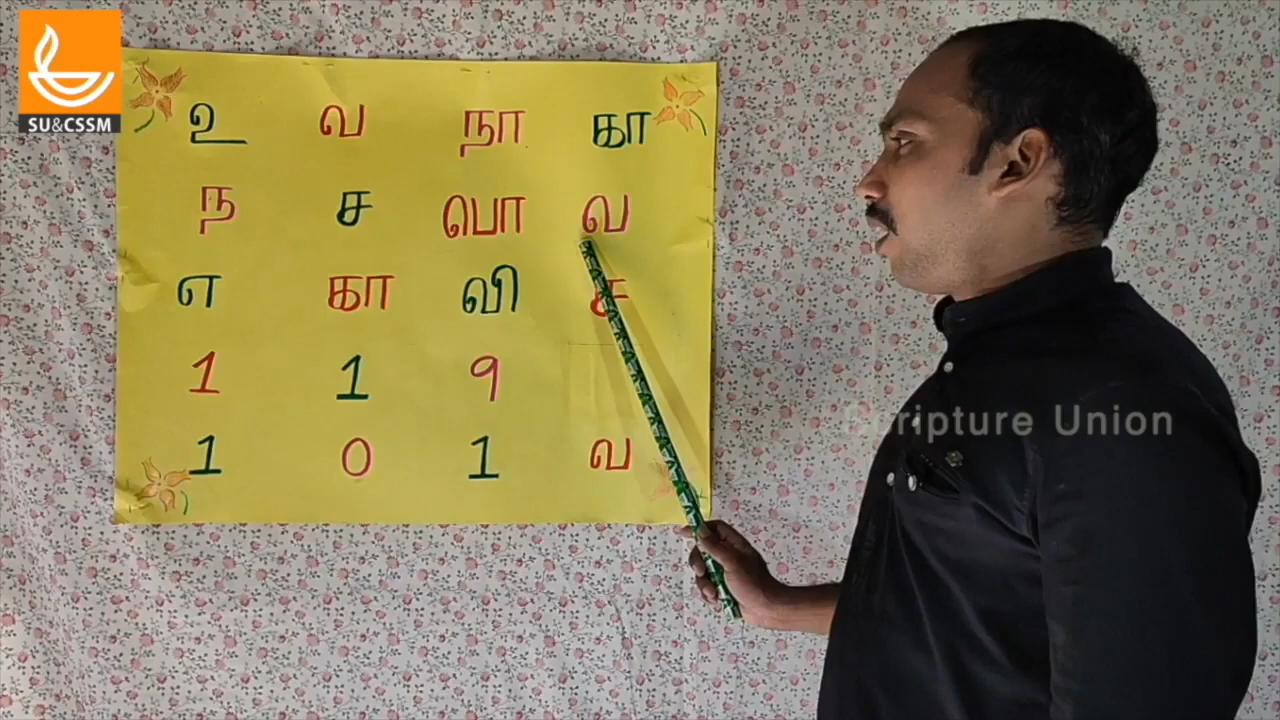 SU&CSSM
உ வ நா கா
ந ச பொ வ
எ கா வி ச
1 1 9
1 0 1 வ
Scripture Union